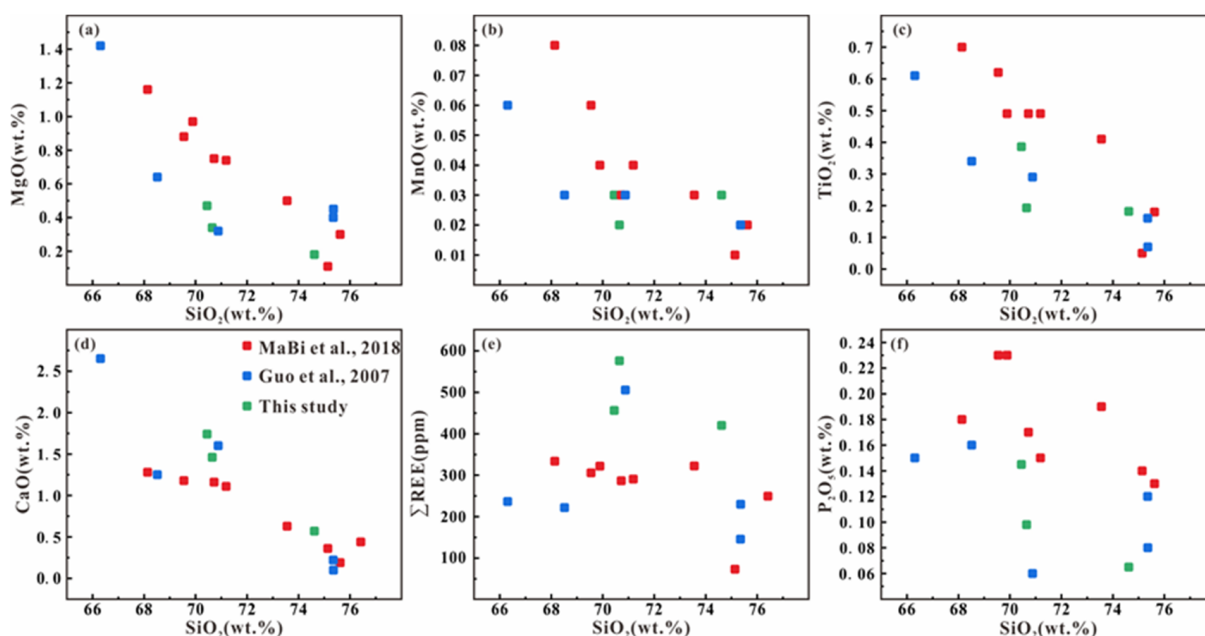 (a)
MgO(wt.%)
1.4
1.2
1.0
0.8
0.6
0.4
0.2
66 68 70 72 74 76
SiO₂(wt.%)
(b)
MnO(wt.%)
0.08
0.07
0.06
0.05
0.04
0.03
0.02
0.01
66 68 70 72 74 76
SiO₂(wt.%)
(c)
TiO₂(wt.%)
0.7
0.6
0.5
0.4
0.3
0.2
0.1
0.0
66 68 70 72 74 76
SiO₂(wt.%)
(d)
CaO(wt.%)
2.5
2.0
1.5
1.0
0.5
0.0
MaBi et al., 2018
Guo et al., 2007
This study
66 68 70 72 74 76
SiO₂(wt.%)
(e)
∑REE(ppm)
600
500
400
300
200
100
66 68 70 72 74 76
SiO₂(wt.%)
(f)
P₂O₅(wt.%)
0.24
0.22
0.20
0.18
0.16
0.14
0.12
0.10
0.08
0.06
66 68 70 72 74 76
SiO₂(wt.%)